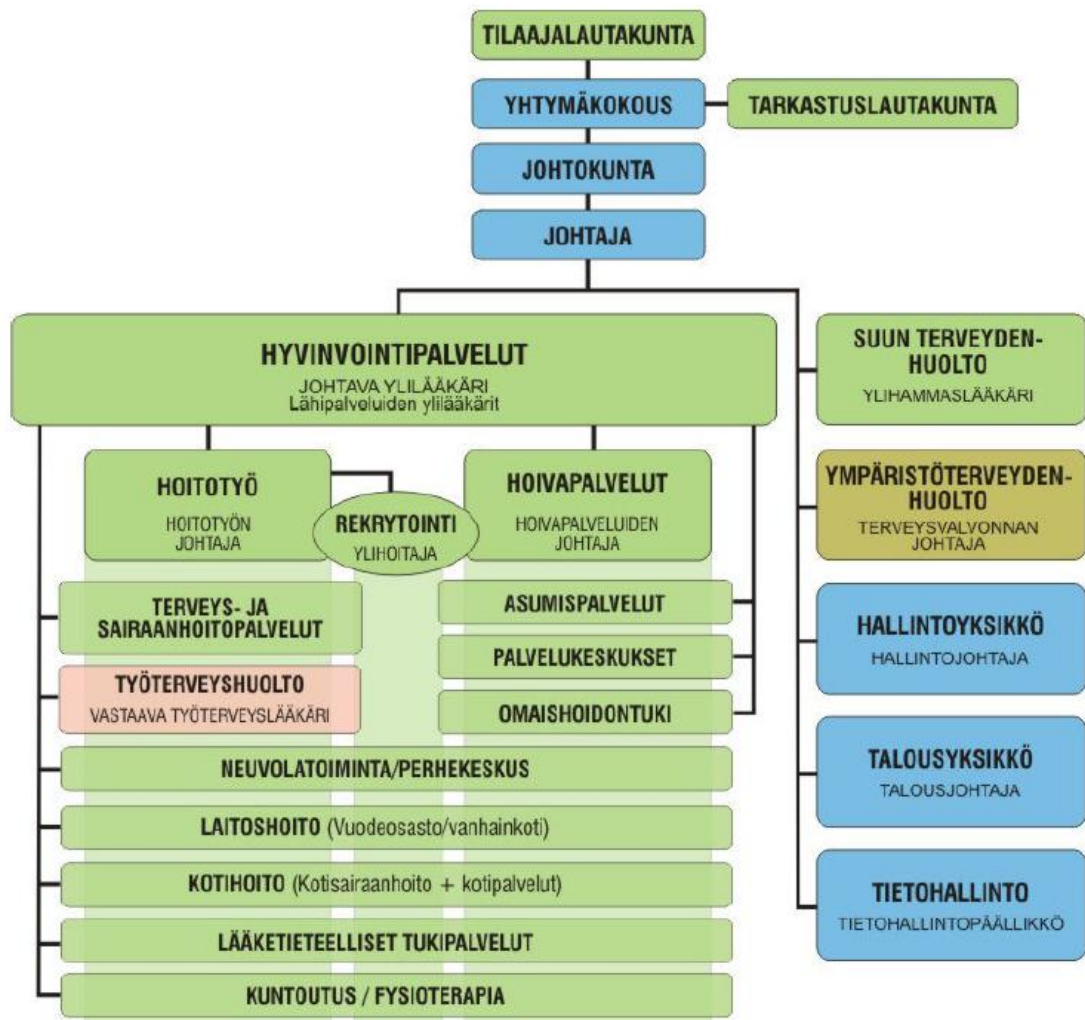 TILAAJALAUTAKUNTA
YHTYMÄKOKOUS
TARKASTUSLAUTAKUNTA
JOHTOKUNTA
JOHTAJA
HYVINVOINTIPALVELUT
JOHTAVA YLILÄÄKÄRI
Lähipalveluiden ylilääkärit
SUUN TERVEYDEN-
HUOLTO
YLIHAMMASLÄÄKÄRI
HOITOTYÖ
HOITOTYÖN
JOHTAJA
REKRYTOINTI
YLIHOITAJA
HOIVAPALVELUT
HOIVAPALVELUIDEN
JOHTAJA
YMPÄRISTÖTERVEYDEN-
HUOLTO
TERVEYSVALVONNAN
JOHTAJA
TERVEYS- JA
SAIRAANHOITOPALVELUT
TYÖTERVEYSHUOLTO
VASTAAVA TYÖTERVEYSLÄÄKÄRI
ASUMISPALVELUT
PALVELUKESKUKSET
OMAISHOIDONTUKI
HALLINTOYKSIKKÖ
HALLINTOJOHTAJA
NEUVOLATOIMINTA/PERHEKESKUS
LAITOSHOITO (Vuodeosasto/vanhainkoti)
KOTIHOITO (Kotisairaanhoito + kotipalvelut)
LÄÄKETIETEELLISET TUKIPALVELUT
KUNTOUTUS / FYSIOTERAPIA
TALOUSYKSIKKÖ
TALOUSJOHTAJA
TIETOHALLINTO
TIETOHALLINTOPÄÄLLIKKÖ